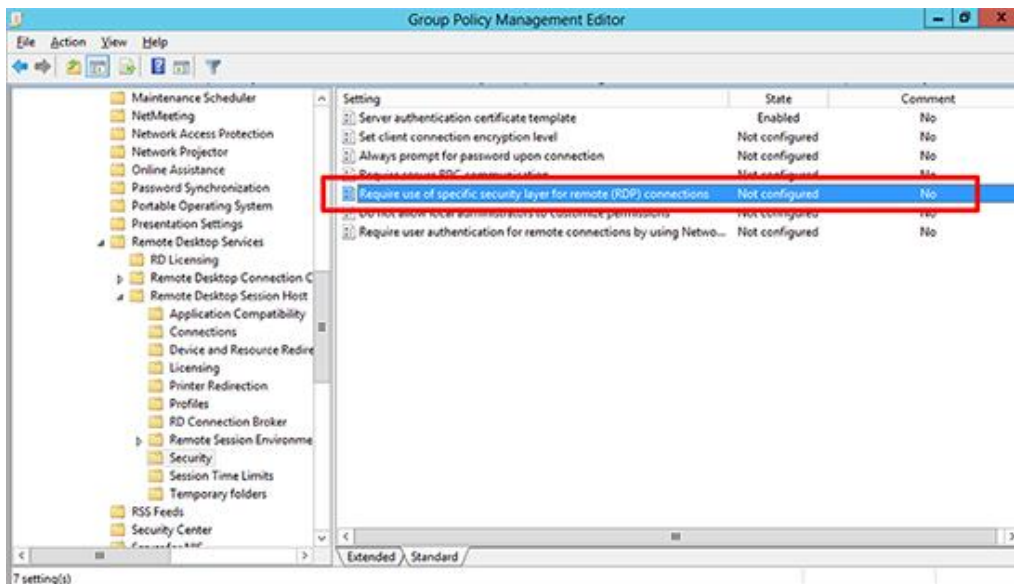 Group Policy Management Editor
File Action View Help
Maintenance Scheduler
NetMeeting
Network Access Protection
Network Projector
Online Assistance
Password Synchronization
Portable Operating System
Presentation Settings
Remote Desktop Services
RD Licensing
Remote Desktop Connection C
Remote Desktop Session Host
Application Compatibility
Connections
Device and Resource Redire
Licensing
Printer Redirection
Profiles
RD Connection Broker
Remote Session Environme
Security
Session Time Limits
Temporary folders
RSS Feeds
Security Center
Setting State Comment
Server authentication certificate template Enabled No
Set client connection encryption level Not configured No
Always prompt for password upon connection Not configured No
Require secure RPC communication Not configured No
Require use of specific security layer for remote (RDP) connections Not configured No
Do not allow local administrators to customize permissions Not configured No
Require user authentication for remote connections by using Netwo... Not configured No
Extended Standard
7 setting(s)